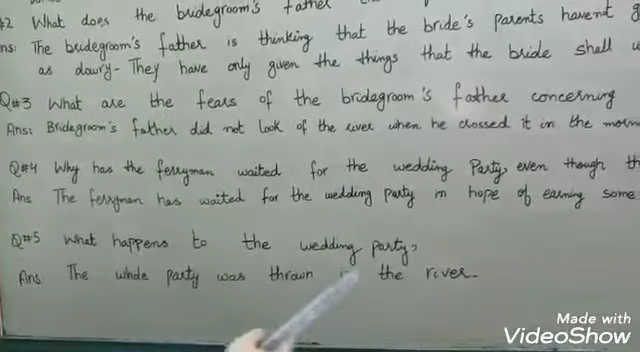 #2 What does the bridegroom's father
ns: The bridegroom's father is thinking that the bride's parents havent g
as dowry- They have only given the things that the bride shall u
Q#3 What are the fears of the bridegroom's father concerning
Ans: Bridegroom's father did not look of the river when he crossed it in the morn
Q#4 Why has the ferryman waited for the wedding Party, even though th
Ans The ferryman has waited for the wedding party in hope of earning some
Q#5 What happens to the wedding party,
Ans The whole party was thrown the river.
Made with
VideoShow